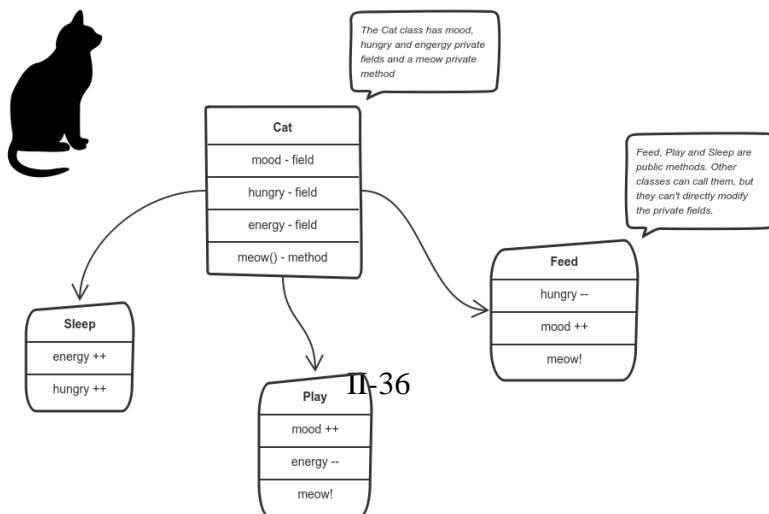 The Cat class has mood,
hungry and engergy private
fields and a meow private
method
Cat
mood - field
hungry - field
energy - field
meow() - method
Feed, Play and Sleep are
public methods. Other
classes can call them, but
they can't directly modify
the private fields.
Feed
hungry --
mood ++
meow!
Sleep
energy ++
hungry ++
II-36
Play
mood ++
energy --
meow!